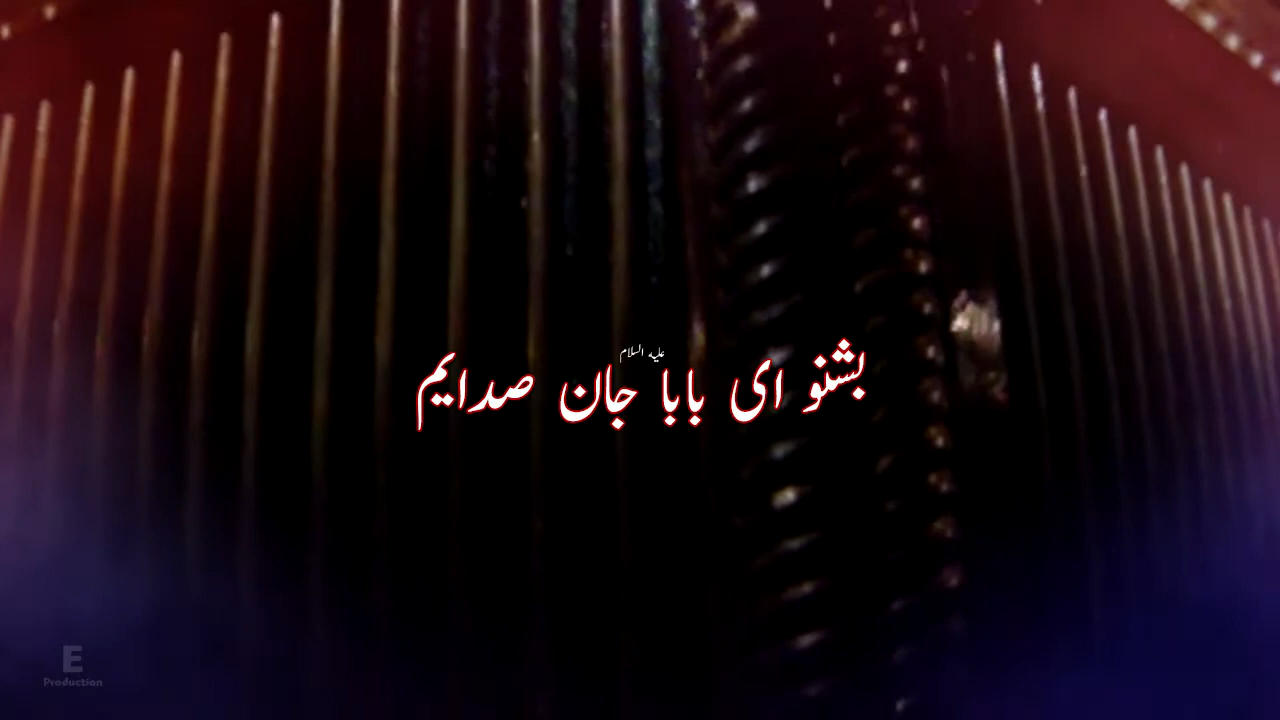 بشنو ای بابا جان صدایم
علیه السلام
E
Production